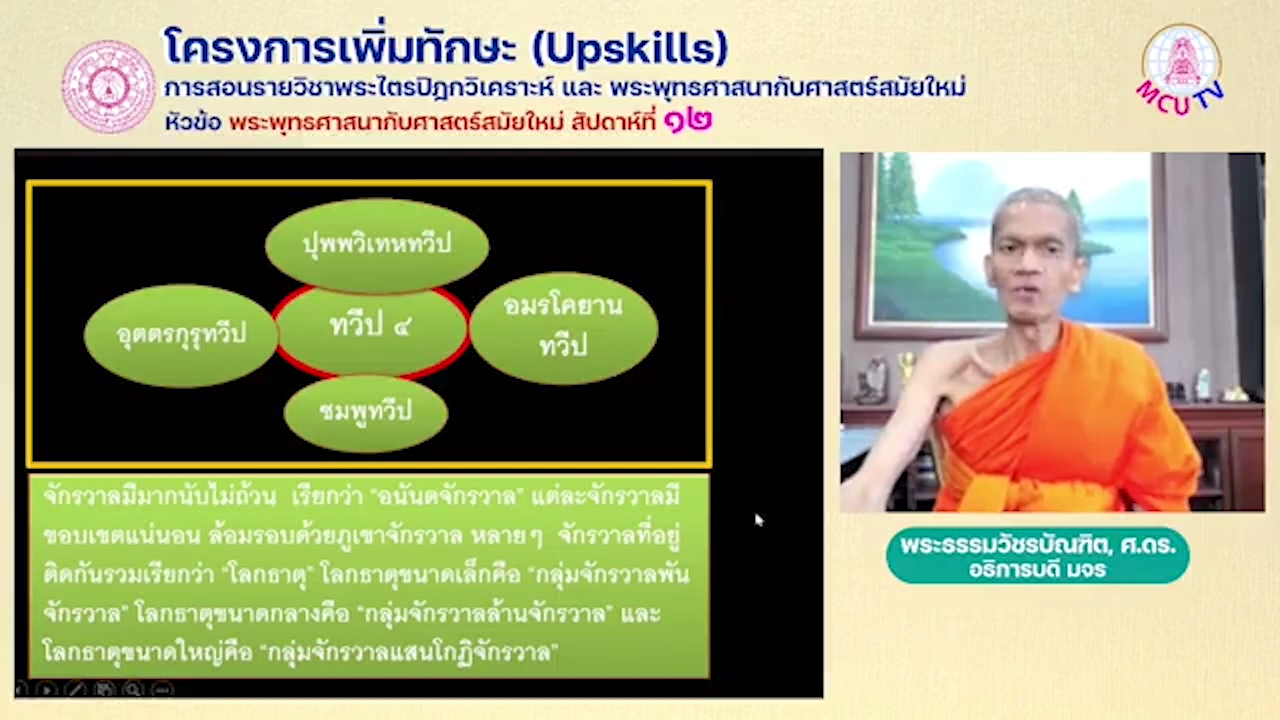 โครงการเพิ่มทักษะ (Upskills)
การสอนรายวิชาพระไตรปิฎกวิเคราะห์ และ พระพุทธศาสนากับศาสตร์สมัยใหม่
หัวข้อ พระพุทธศาสนากับศาสตร์สมัยใหม่ สัปดาห์ที่ ๑๒
MCU TV
ปุพพวิเทหทวีป
อุตตรกุรุทวีป
ทวีป ๔
อมรโคยาน
ทวีป
ชมพูทวีป
จักรวาลมีมากนับไม่ถ้วน เรียกว่า “อนันตจักรวาล” แต่ละจักรวาลมี
ขอบเขตแน่นอน ล้อมรอบด้วยภูเขาจักรวาล หลายๆ จักรวาลที่อยู่
ติดกันรวมเรียกว่า “โลกธาตุ” โลกธาตุขนาดเล็กคือ “กลุ่มจักรวาลพัน
จักรวาล” โลกธาตุขนาดกลางคือ “กลุ่มจักรวาลล้านจักรวาล” และ
โลกธาตุขนาดใหญ่คือ “กลุ่มจักรวาลแสนโกฏิจักรวาล”
พระธรรมวัชรบัณฑิต, ศ.ดร.
อธิการบดี มจร